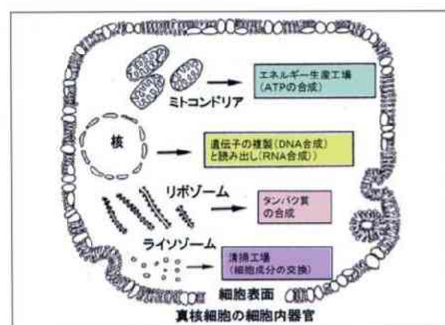 エネルギー生産工場
(ATPの合成)
ミトコンドリア
核
遺伝子の複製(DNA合成)
と読み出し(RNA合成))
リボゾーム
タンパク質
の合成
ライソゾーム
清掃工場
(細胞成分の交換)
細胞表面
真核細胞の細胞内器官